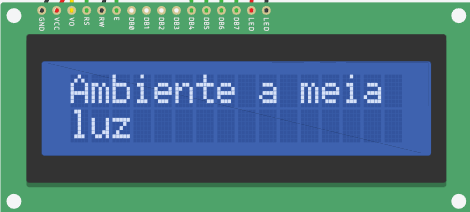 GND VCC VO RS RW E DB0 DB1 DB2 DB3 DB4 DB5 DB6 DB7 LED LED
Ambiente a meia
luz